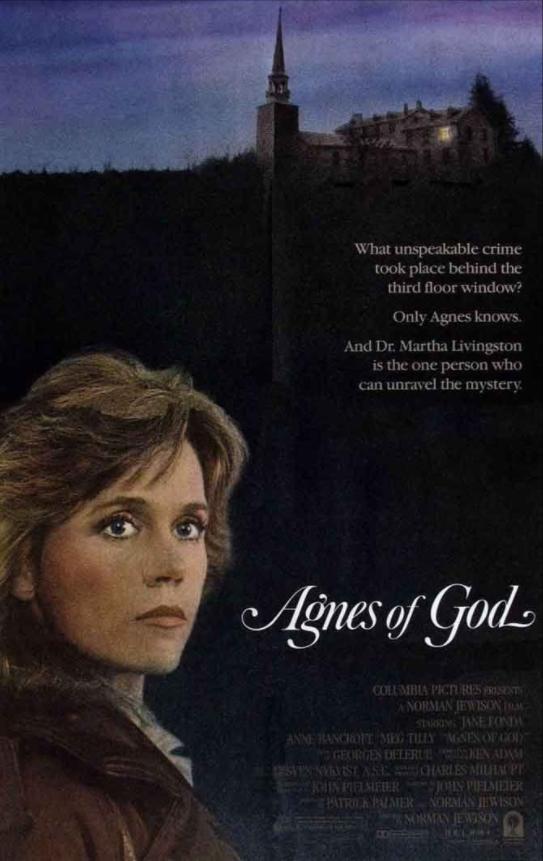 What unspeakable crime
took place behind the
third floor window?
Only Agnes knows.
And Dr. Martha Livingston
is the one person who
can unravel the mystery.
Agnes of God
COLUMBIA PICTURES PRESENTS
A NORMAN JEWISON FILM
STARRING JANE FONDA
ANNE BANCROFT MEG TILLY "AGNES OF GOD"
GEORGES DELERUE KEN ADAM
SVEN NYKVIST, A.S.C. CHARLES MILHAUPT
JOHN PIELMEIER JOHN PIELMEIER
PATRICK PALMER NORMAN JEWISON
NORMAN JEWISON